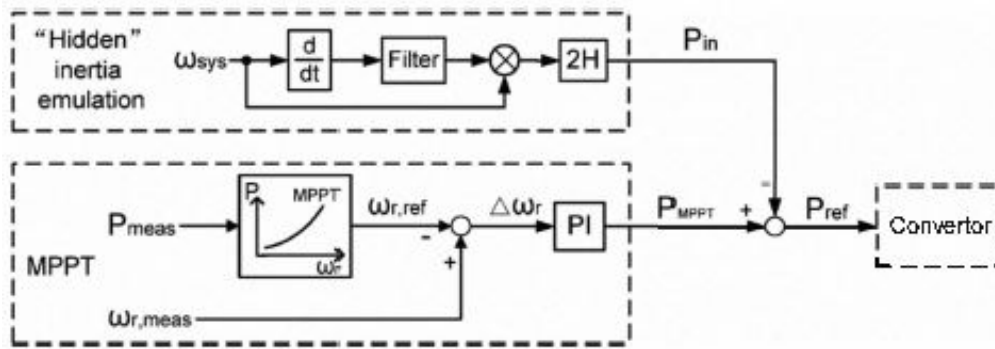 “Hidden”
inertia
emulation
ωsys
d
dt
Filter
2H
Pin
MPPT
Pmeas
P
MPPT
ωr
ωr,ref
-
+
△ωr
PI
PMPPT
+
-
Pref
Convertor
ωr,meas